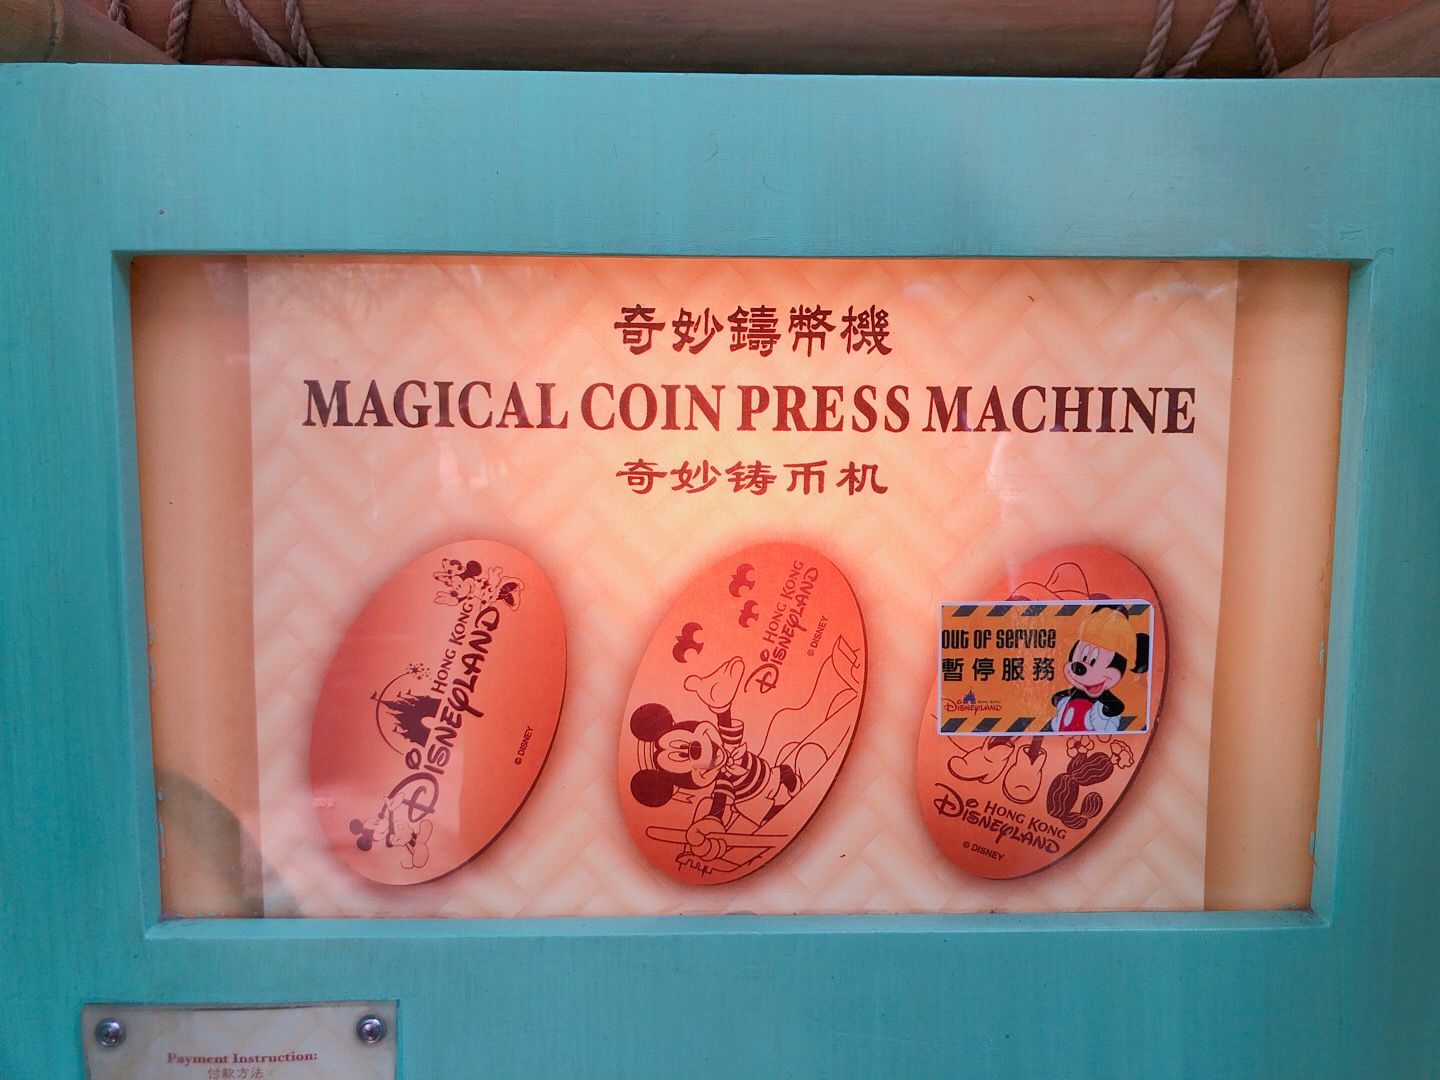 奇妙鑄幣機
MAGICAL COIN PRESS MACHINE
奇妙铸币机
HONG KONG
DISNEYLAND
© DISNEY
HONG KONG
DISNEYLAND
© DISNEY
OUT OF SERVICE
暫停服務
HONG KONG
DISNEYLAND
HONG KONG
DISNEYLAND
© DISNEY
Payment Instruction:
付款方法: